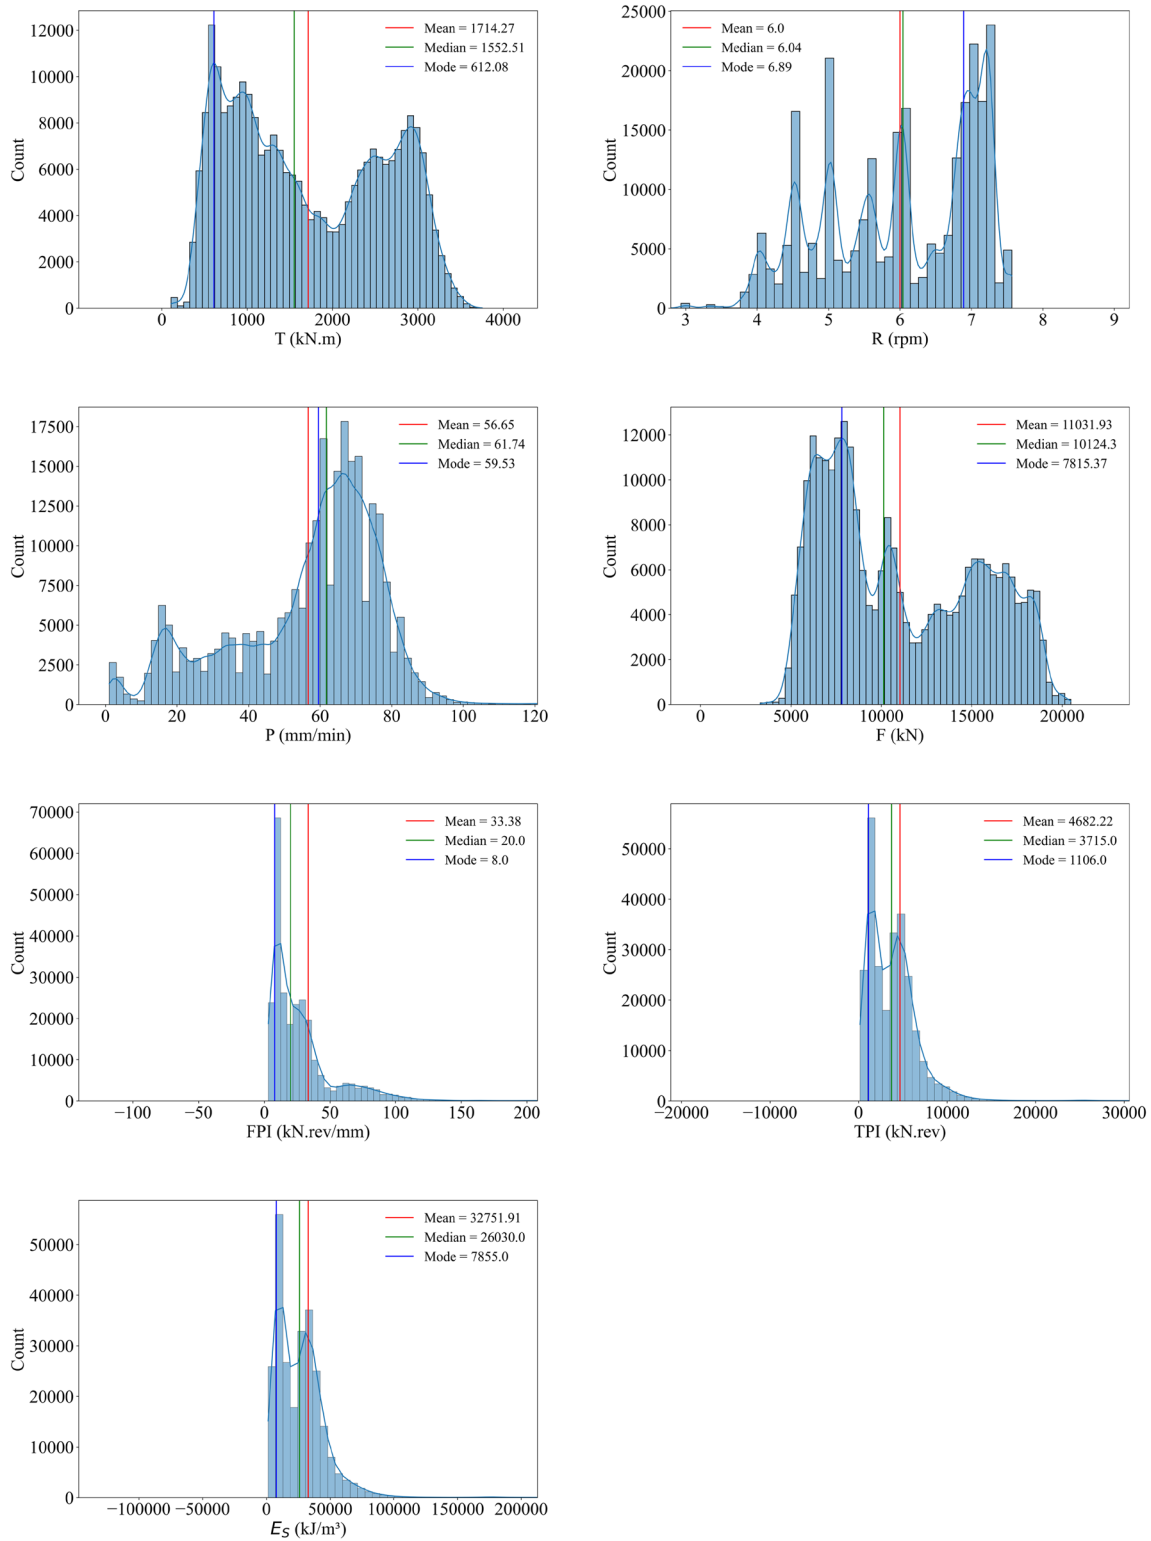 12000
10000
8000
6000
4000
2000
0
Count
Mean = 1714.27
Median = 1552.51
Mode = 612.08
0 1000 2000 3000 4000
T (kN.m)
25000
20000
15000
10000
5000
0
Count
Mean = 6.0
Median = 6.04
Mode = 6.89
3 4 5 6 7 8 9
R (rpm)
17500
15000
12500
10000
7500
5000
2500
0
Count
Mean = 56.65
Median = 61.74
Mode = 59.53
0 20 40 60 80 100 120
P (mm/min)
12000
10000
8000
6000
4000
2000
0
Count
Mean = 11031.93
Median = 10124.3
Mode = 7815.37
0 5000 10000 15000 20000
F (kN)
70000
60000
50000
40000
30000
20000
10000
0
Count
Mean = 33.38
Median = 20.0
Mode = 8.0
−100 −50 0 50 100 150 200
FPI (kN.rev/mm)
50000
40000
30000
20000
10000
0
Count
Mean = 4682.22
Median = 3715.0
Mode = 1106.0
−20000 −10000 0 10000 20000 30000
TPI (kN.rev)
50000
40000
30000
20000
10000
0
Count
Mean = 32751.91
Median = 26030.0
Mode = 7855.0
−100000 −50000 0 50000 100000 150000 200000
E_S (kJ/m³)